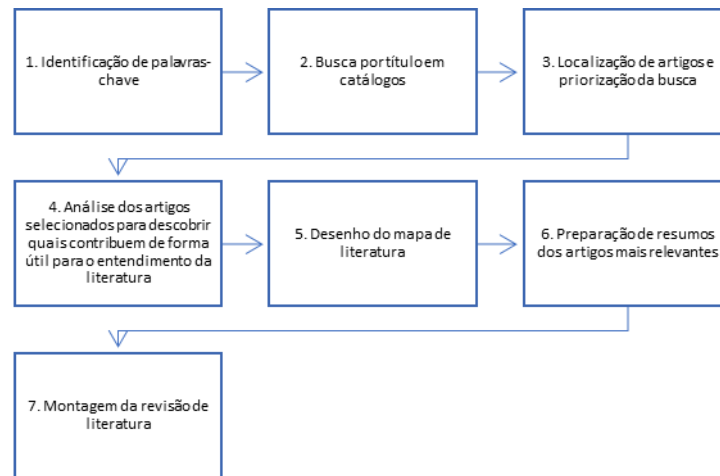 1. Identificação de palavras-
chave
2. Busca por título em
catálogos
3. Localização de artigos e
priorização da busca
4. Análise dos artigos
selecionados para descobrir
quais contribuem de forma
útil para o entendimento da
literatura
5. Desenho do mapa de
literatura
6. Preparação de resumos
dos artigos mais relevantes
7. Montagem da revisão de
literatura